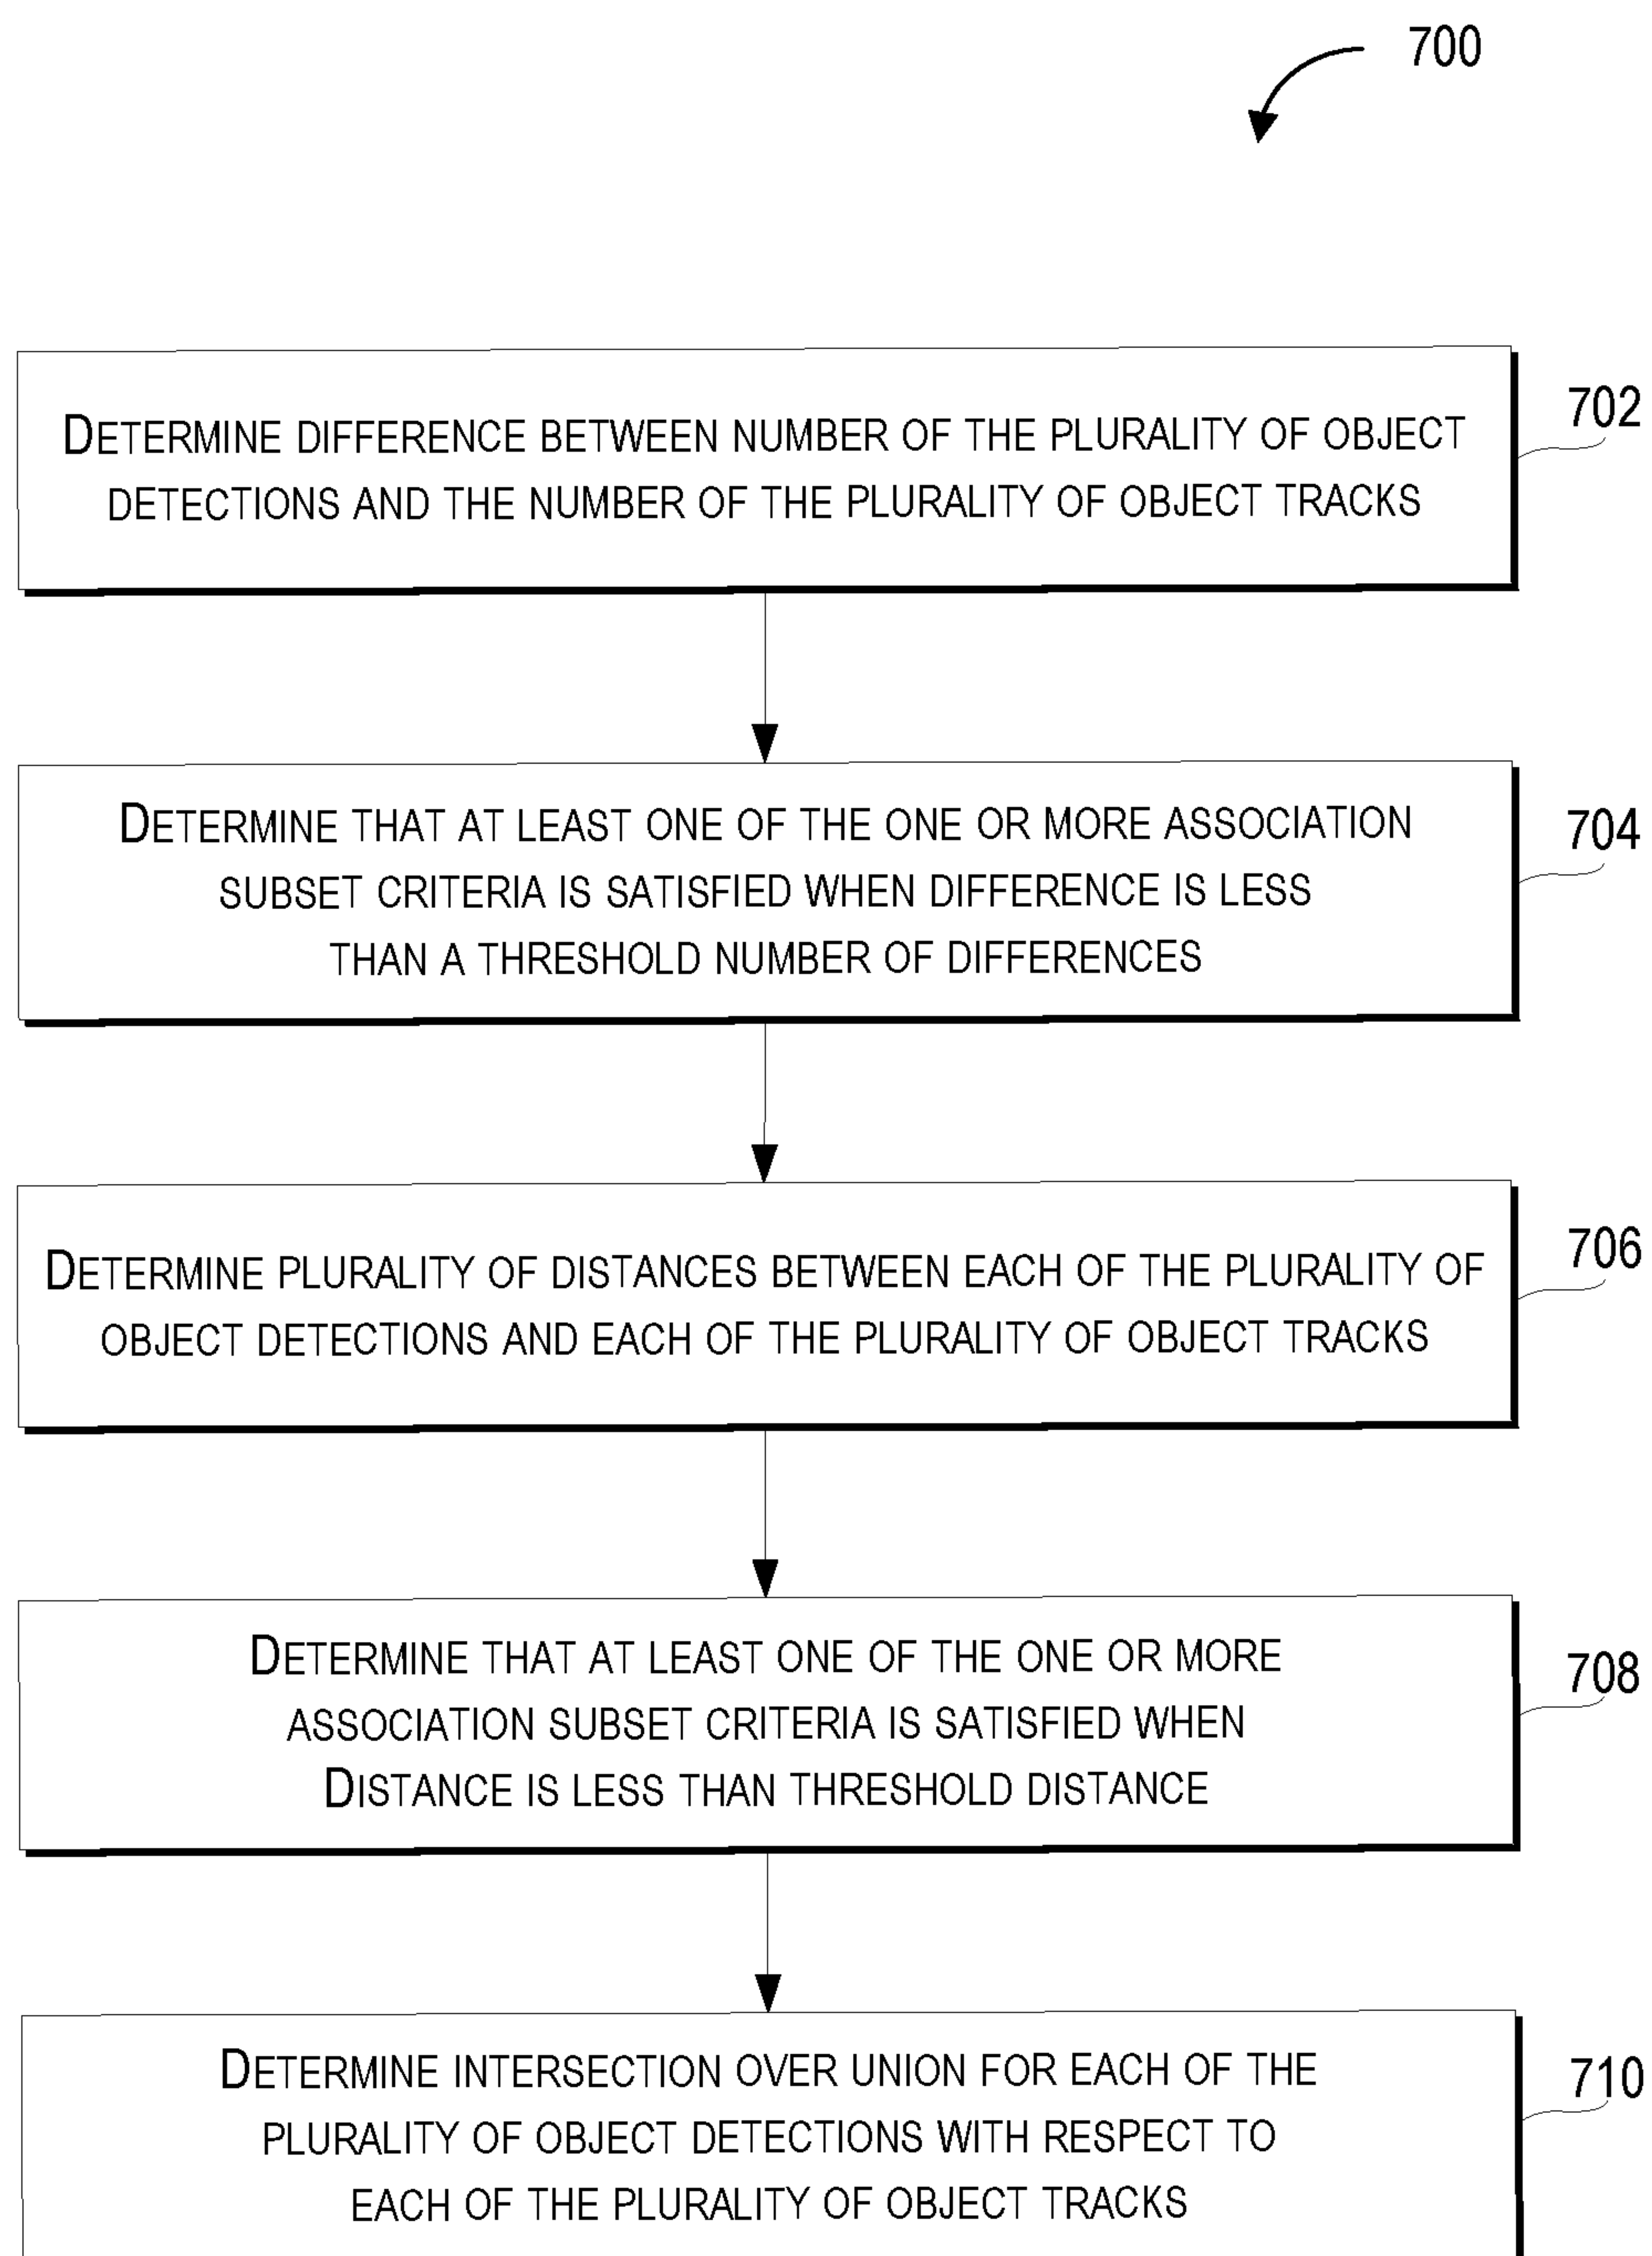 700
DETERMINE DIFFERENCE BETWEEN NUMBER OF THE PLURALITY OF OBJECT
DETECTIONS AND THE NUMBER OF THE PLURALITY OF OBJECT TRACKS
702
DETERMINE THAT AT LEAST ONE OF THE ONE OR MORE ASSOCIATION
SUBSET CRITERIA IS SATISFIED WHEN DIFFERENCE IS LESS
THAN A THRESHOLD NUMBER OF DIFFERENCES
704
DETERMINE PLURALITY OF DISTANCES BETWEEN EACH OF THE PLURALITY OF
OBJECT DETECTIONS AND EACH OF THE PLURALITY OF OBJECT TRACKS
706
DETERMINE THAT AT LEAST ONE OF THE ONE OR MORE
ASSOCIATION SUBSET CRITERIA IS SATISFIED WHEN
DISTANCE IS LESS THAN THRESHOLD DISTANCE
708
DETERMINE INTERSECTION OVER UNION FOR EACH OF THE
PLURALITY OF OBJECT DETECTIONS WITH RESPECT TO
EACH OF THE PLURALITY OF OBJECT TRACKS
710